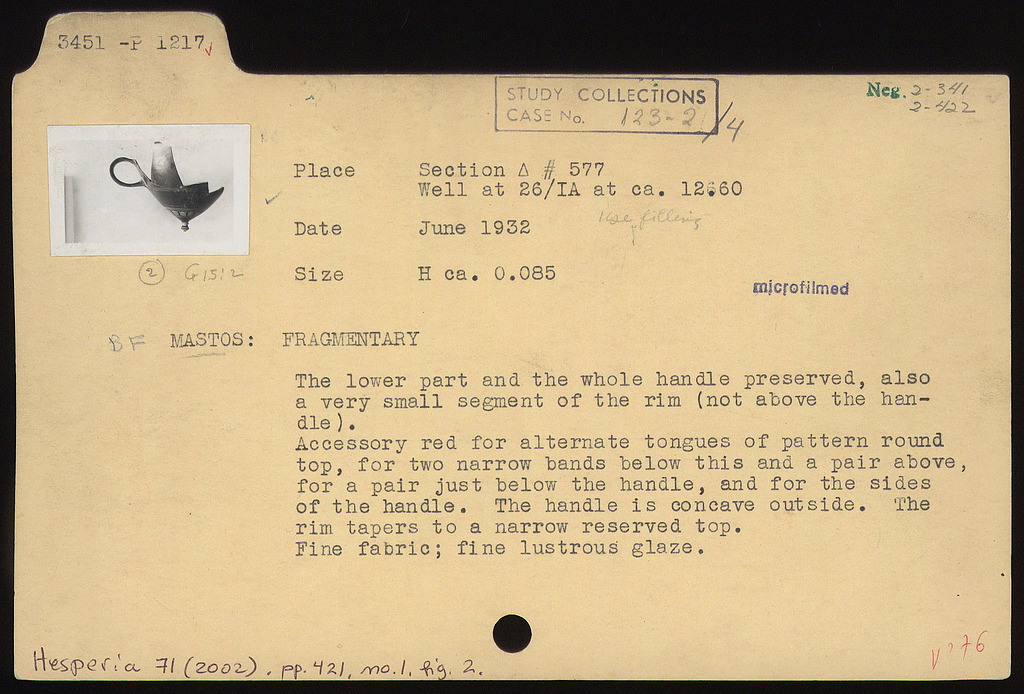 3451 -P 1217
STUDY COLLECTIONS
CASE No. 123-2/4
Neg. 2-341
2-422
Place Section Δ # 577
Well at 26/IA at ca. 12.60
Date June 1932
Use filling
Size H ca. 0.085
② G 15:2
microfilmed
BF MASTOS: FRAGMENTARY
The lower part and the whole handle preserved, also
a very small segment of the rim (not above the han-
dle).
Accessory red for alternate tongues of pattern round
top, for two narrow bands below this and a pair above,
for a pair just below the handle, and for the sides
of the handle. The handle is concave outside. The
rim tapers to a narrow reserved top.
Fine fabric; fine lustrous glaze.
Hesperia 71 (2002). pp. 421, no. 1, fig. 2.